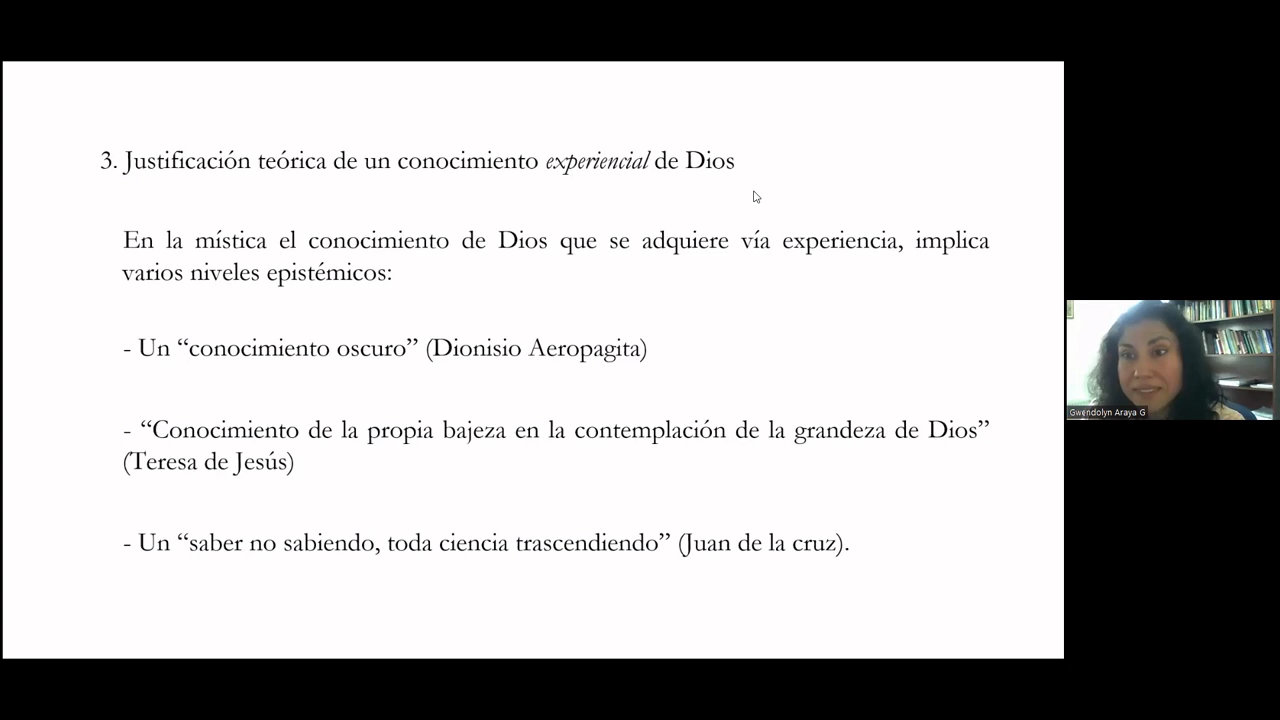 3. Justificación teórica de un conocimiento experiencial de Dios
En la mística el conocimiento de Dios que se adquiere vía experiencia, implica
varios niveles epistémicos:
- Un “conocimiento oscuro” (Dionisio Aeropagita)
- “Conocimiento de la propia bajeza en la contemplación de la grandeza de Dios”
(Teresa de Jesús)
- Un “saber no sabiendo, toda ciencia trascendiendo” (Juan de la cruz).
Gwendolyn Araya G